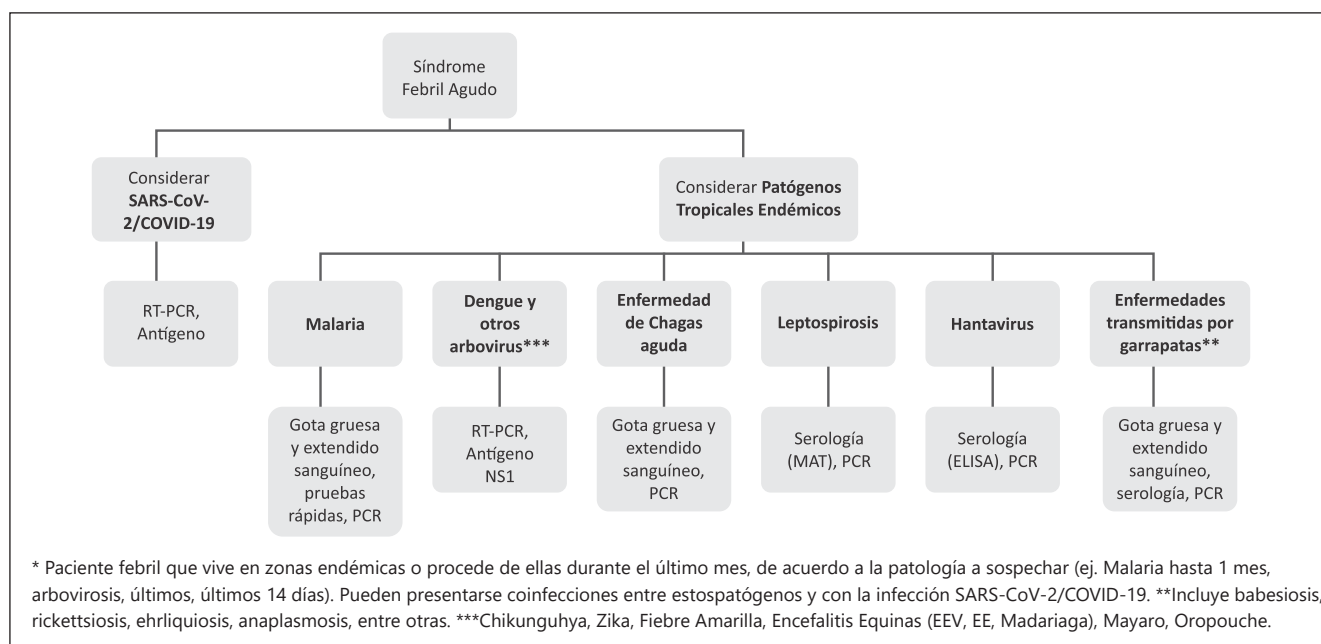 Síndrome
Febril Agudo
Considerar
SARS-CoV-
2/COVID-19
Considerar Patógenos
Tropicales Endémicos
RT-PCR,
Antígeno
Malaria
Dengue y
otros
arbovirus***
Enfermedad
de Chagas
aguda
Leptospirosis
Hantavirus
Enfermedades
transmitidas por
garrapatas**
Gota gruesa
y extendido
sanguíneo,
pruebas
rápidas, PCR
RT-PCR,
Antígeno
NS1
Gota gruesa y
extendido
sanguíneo,
PCR
Serología
(MAT), PCR
Serología
(ELISA), PCR
Gota gruesa y
extendido
sanguíneo,
serología, PCR
* Paciente febril que vive en zonas endémicas o procede de ellas durante el último mes, de acuerdo a la patología a sospechar (ej. Malaria hasta 1 mes,
arbovirosis, últimos, últimos 14 días). Pueden presentarse coinfecciones entre estospatógenos y con la infección SARS-CoV-2/COVID-19. **Incluye babesiosis,
rickettsiosis, ehrliquiosis, anaplasmosis, entre otras. ***Chikunguhya, Zika, Fiebre Amarilla, Encefalitis Equinas (EEV, EE, Madariaga), Mayaro, Oropouche.